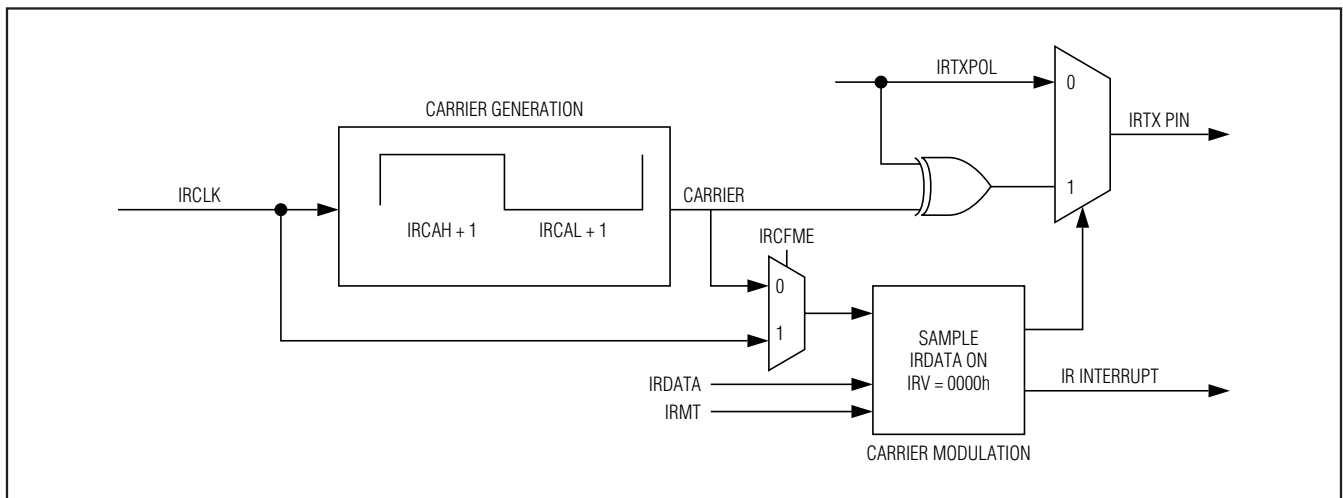 IRTXPOL
0
CARRIER GENERATION
IRTX PIN
1
IRCLK
CARRIER
IRCAH + 1
IRCAL + 1
IRCFME
0
1
SAMPLE
IRDATA ON
IRV = 0000h
IRDATA
IR INTERRUPT
IRMT
CARRIER MODULATION